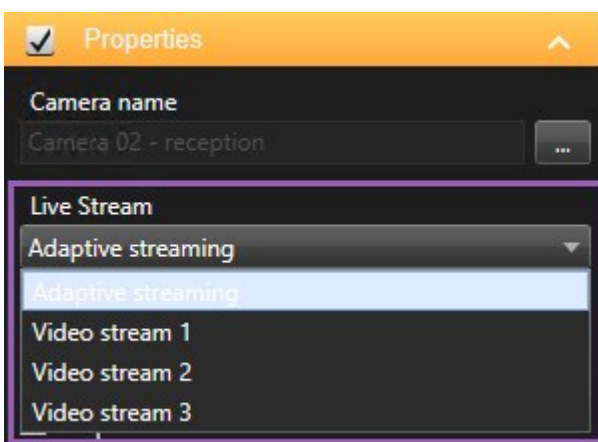 Properties
Camera name
Camera 02 - reception
...
Live Stream
Adaptive streaming
Adaptive streaming
Video stream 1
Video stream 2
Video stream 3